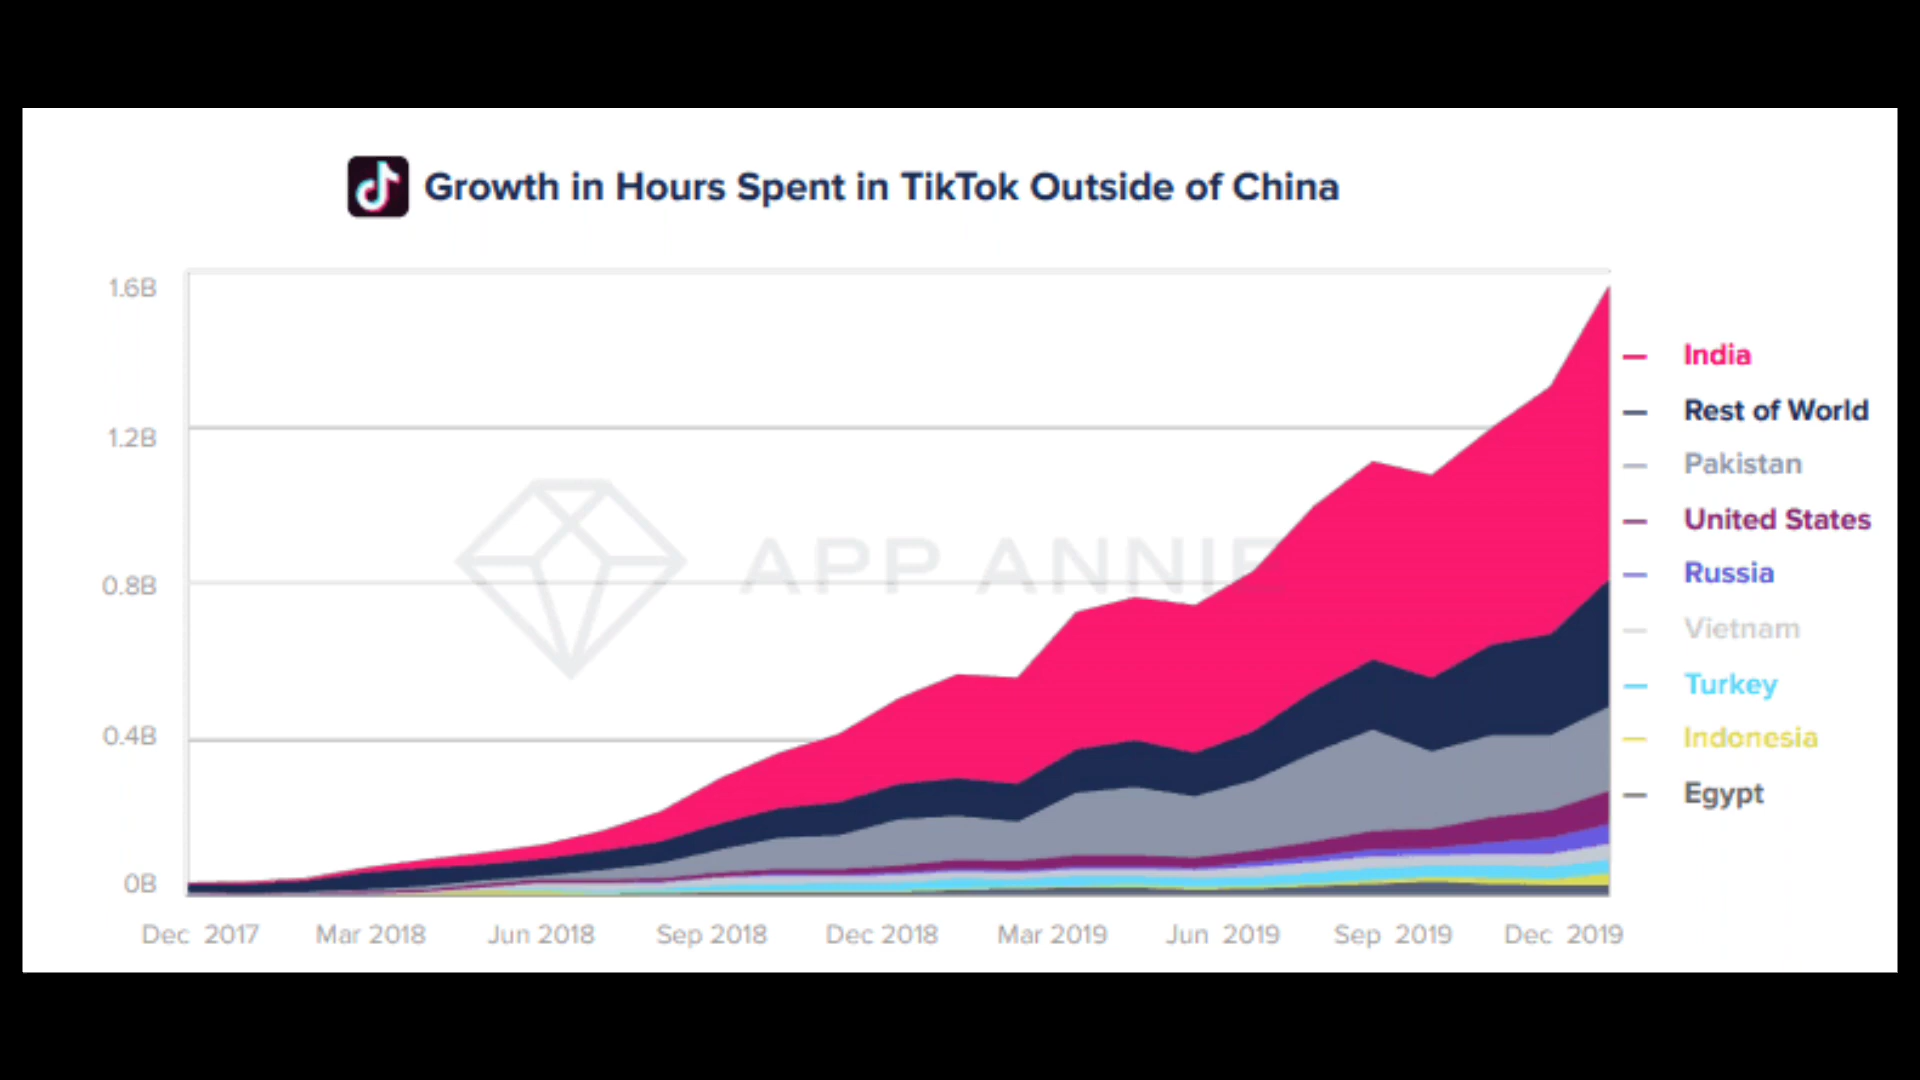 Growth in Hours Spent in TikTok Outside of China
1.6B
1.2B
0.8B
0.4B
0B
APP ANNIE
Dec 2017 Mar 2018 Jun 2018 Sep 2018 Dec 2018 Mar 2019 Jun 2019 Sep 2019 Dec 2019
India
Rest of World
Pakistan
United States
Russia
Vietnam
Turkey
Indonesia
Egypt